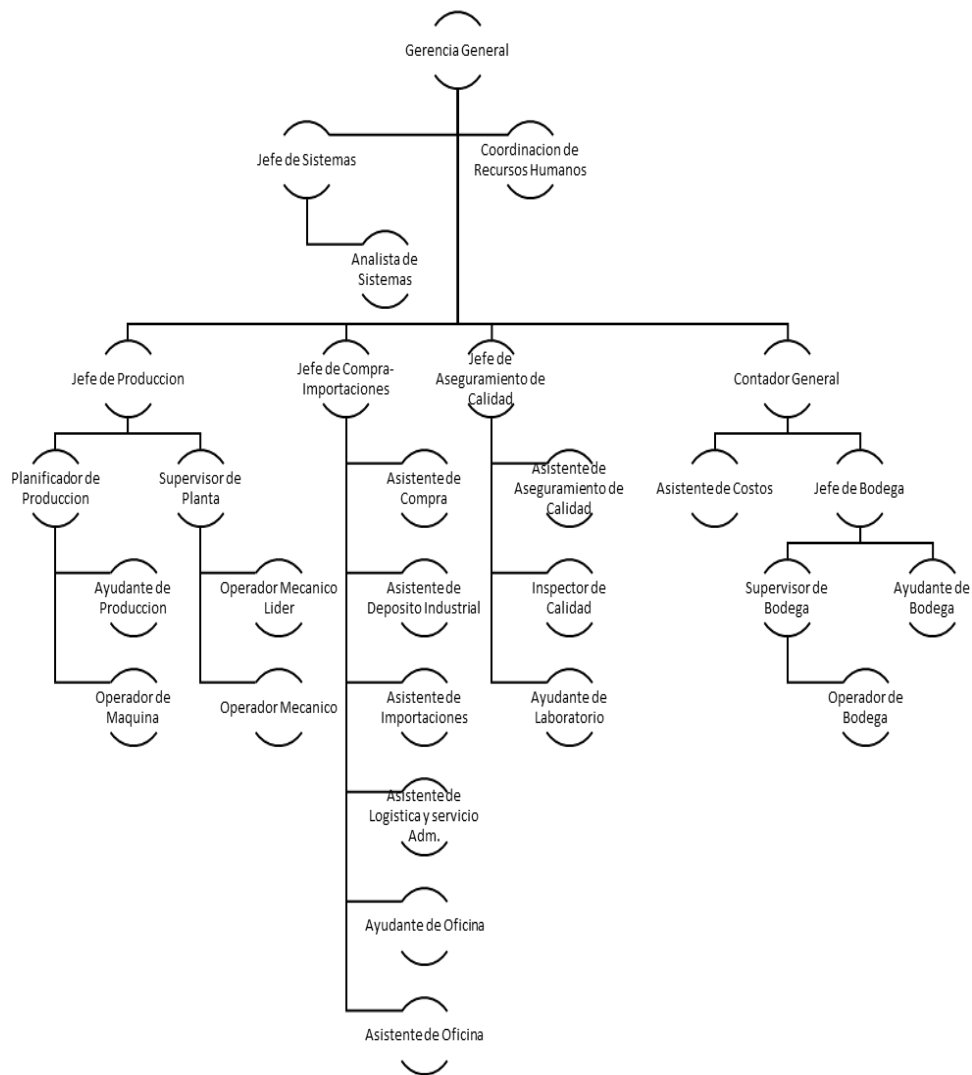 Gerencia General
Jefe de Sistemas
Coordinacion de
Recursos Humanos
Analista de
Sistemas
Jefe de Produccion
Jefe de Compra-
Importaciones
Jefe de
Aseguramiento de
Calidad
Contador General
Planificador de
Produccion
Supervisor de
Planta
Asistente de
Compra
Asistente de
Aseguramiento de
Calidad
Asistente de Costos
Jefe de Bodega
Ayudante de
Produccion
Operador Mecanico
Lider
Asistente de
Deposito Industrial
Inspector de
Calidad
Supervisor de
Bodega
Ayudante de
Bodega
Operador de
Maquina
Operador Mecanico
Asistente de
Importaciones
Ayudante de
Laboratorio
Operador de
Bodega
Asistente de
Logistica y servicio
Adm.
Ayudante de Oficina
Asistente de Oficina